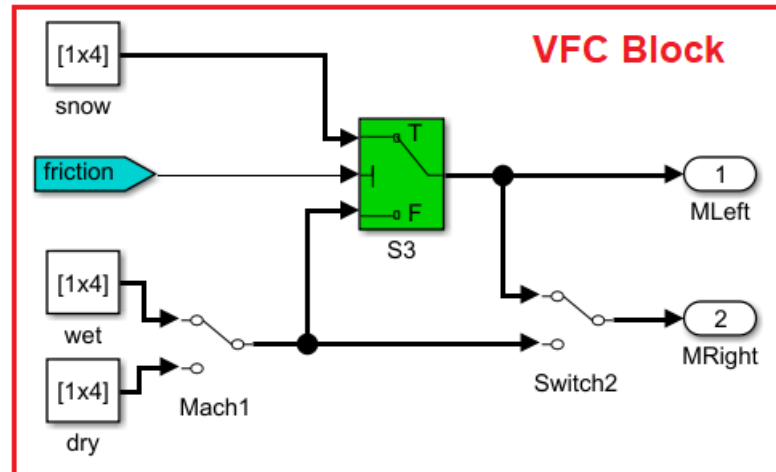 VFC Block
[1x4]
snow
T
friction
1
MLeft
F
S3
[1x4]
wet
2
MRight
Mach1
Switch2
[1x4]
dry